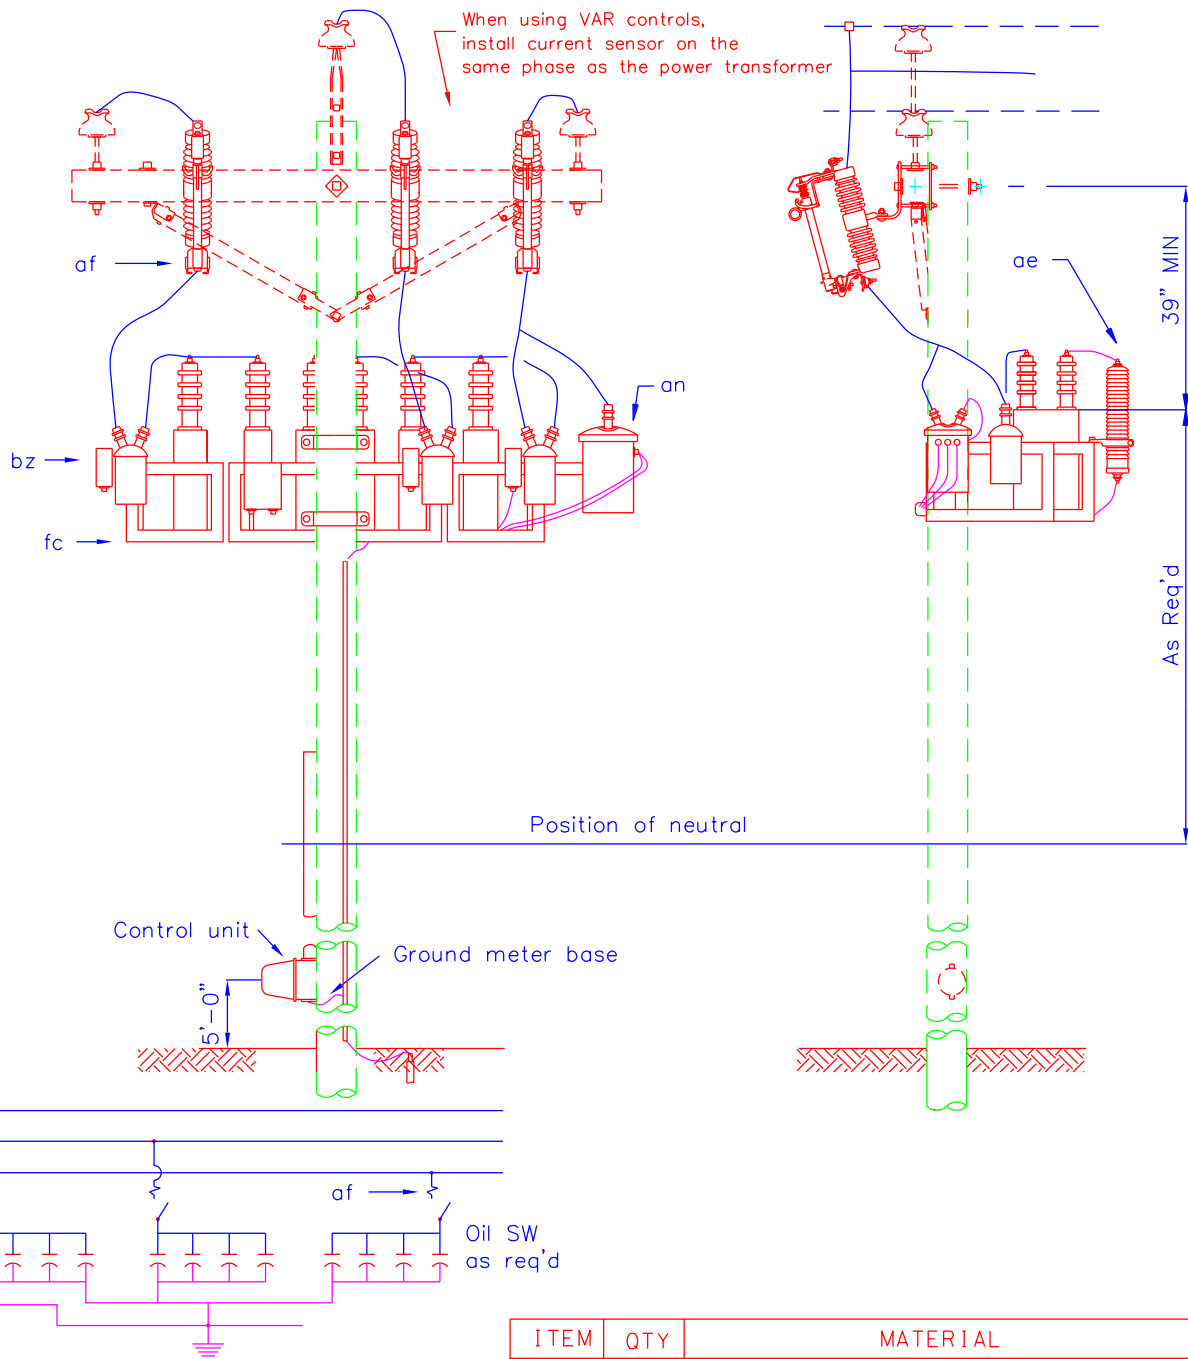 When using VAR controls,
install current sensor on the
same phase as the power transformer
af
ae
39" MIN
an
bz
fc
As Req'd
Position of neutral
Control unit
Ground meter base
5'-0"
af
Oil SW
as req'd
ITEM QTY MATERIAL